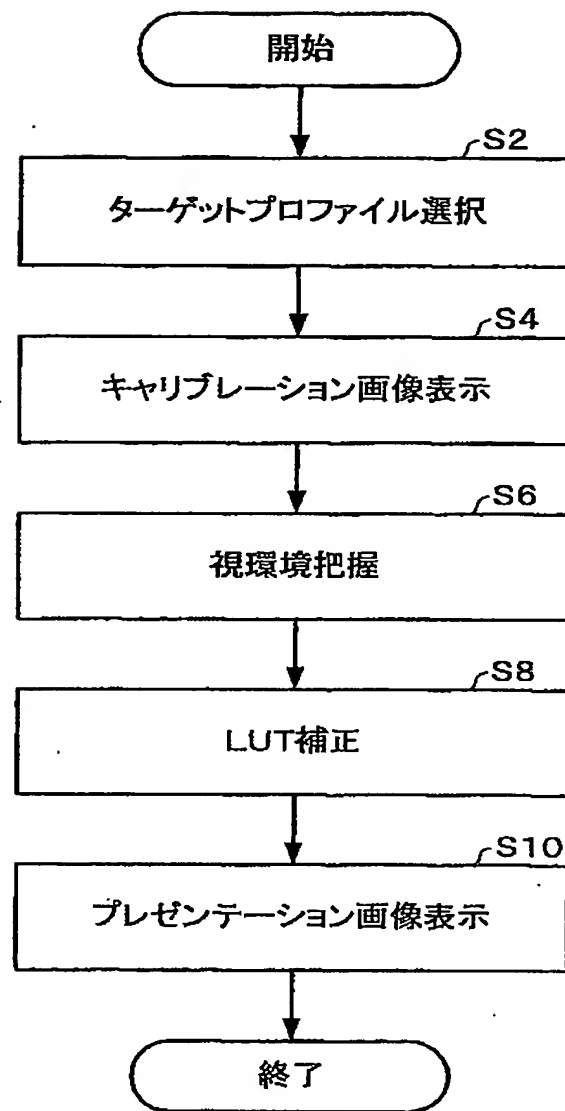 開始
S2
ターゲットプロファイル選択
S4
キャリブレーション画像表示
S6
視環境把握
S8
LUT補正
S10
プレゼンテーション画像表示
終了